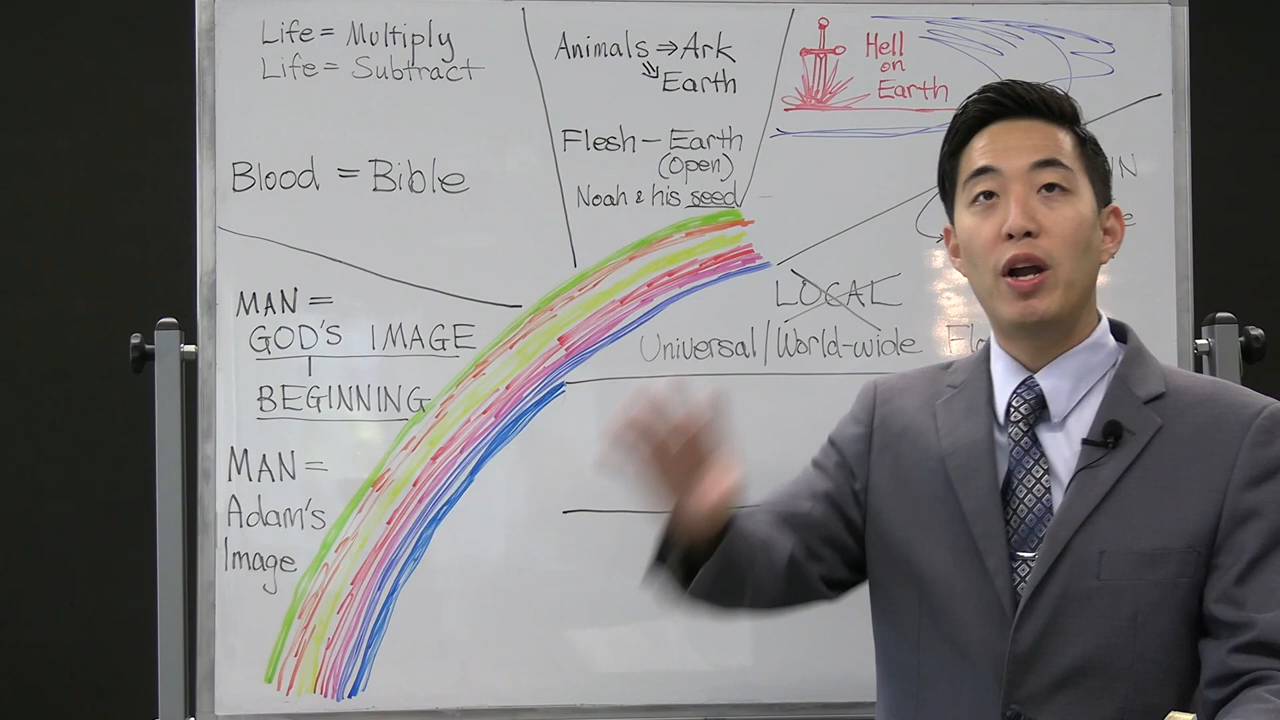 Life = Multiply
Life = Subtract
Blood = Bible
Animals ⇒ Ark
⇒ Earth
Flesh – Earth
(Open)
Noah & his seed
Hell
on
Earth
MAN =
GOD'S IMAGE
BEGINNING
MAN =
Adam's
Image
LOCAL
Universal/World-wide